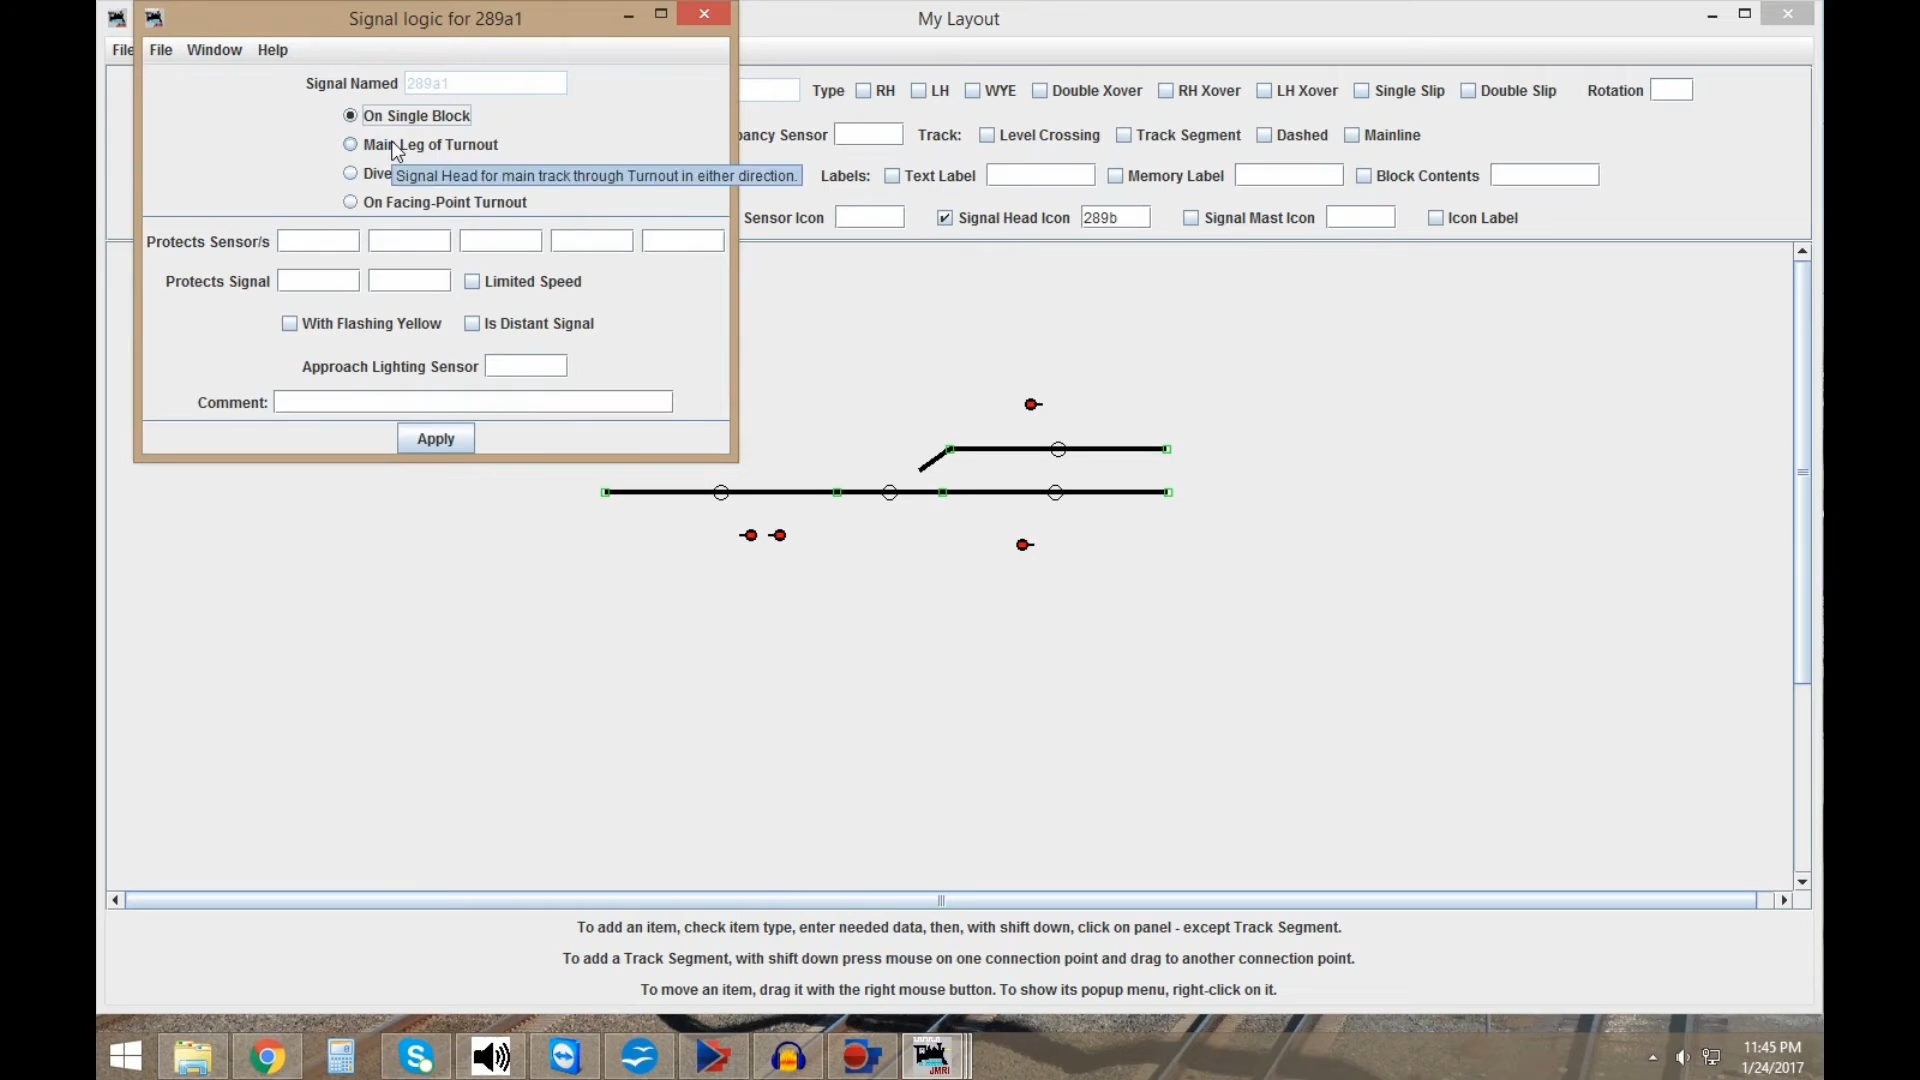 Signal logic for 289a1
My Layout
File
File Window Help
Signal Named 289a1
On Single Block
Main Leg of Turnout
Dive
Signal Head for main track through Turnout in either direction.
On Facing-Point Turnout
Protects Sensor/s
Protects Signal
Limited Speed
With Flashing Yellow
Is Distant Signal
Approach Lighting Sensor
Comment:
Apply
Type RH LH WYE Double Xover RH Xover LH Xover Single Slip Double Slip Rotation
pancy Sensor Track: Level Crossing Track Segment Dashed Mainline
Labels: Text Label Memory Label Block Contents
Sensor Icon Signal Head Icon 289b Signal Mast Icon Icon Label
To add an item, check item type, enter needed data, then, with shift down, click on panel - except Track Segment.
To add a Track Segment, with shift down press mouse on one connection point and drag to another connection point.
To move an item, drag it with the right mouse button. To show its popup menu, right-click on it.
JMRI
11:45 PM
1/24/2017